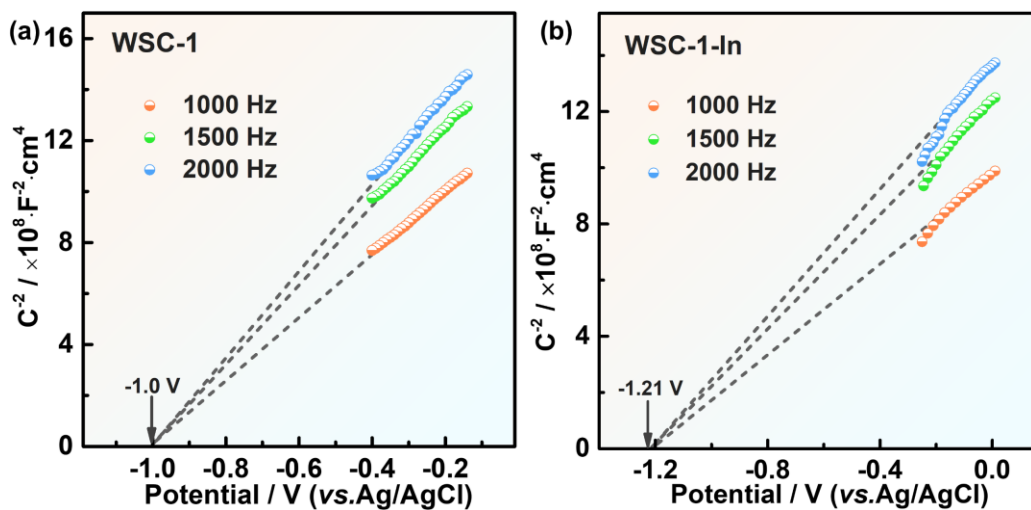 (a)
WSC-1
1000 Hz
1500 Hz
2000 Hz
C⁻² / ×10⁸·F⁻²·cm⁴
16
12
8
4
0
-1.0 V
-1.0
-0.8
-0.6
-0.4
-0.2
Potential / V (vs.Ag/AgCl)
(b)
WSC-1-In
1000 Hz
1500 Hz
2000 Hz
C⁻² / ×10⁸·F⁻²·cm⁴
12
8
4
0
-1.21 V
-1.2
-0.8
-0.4
0.0
Potential / V (vs.Ag/AgCl)